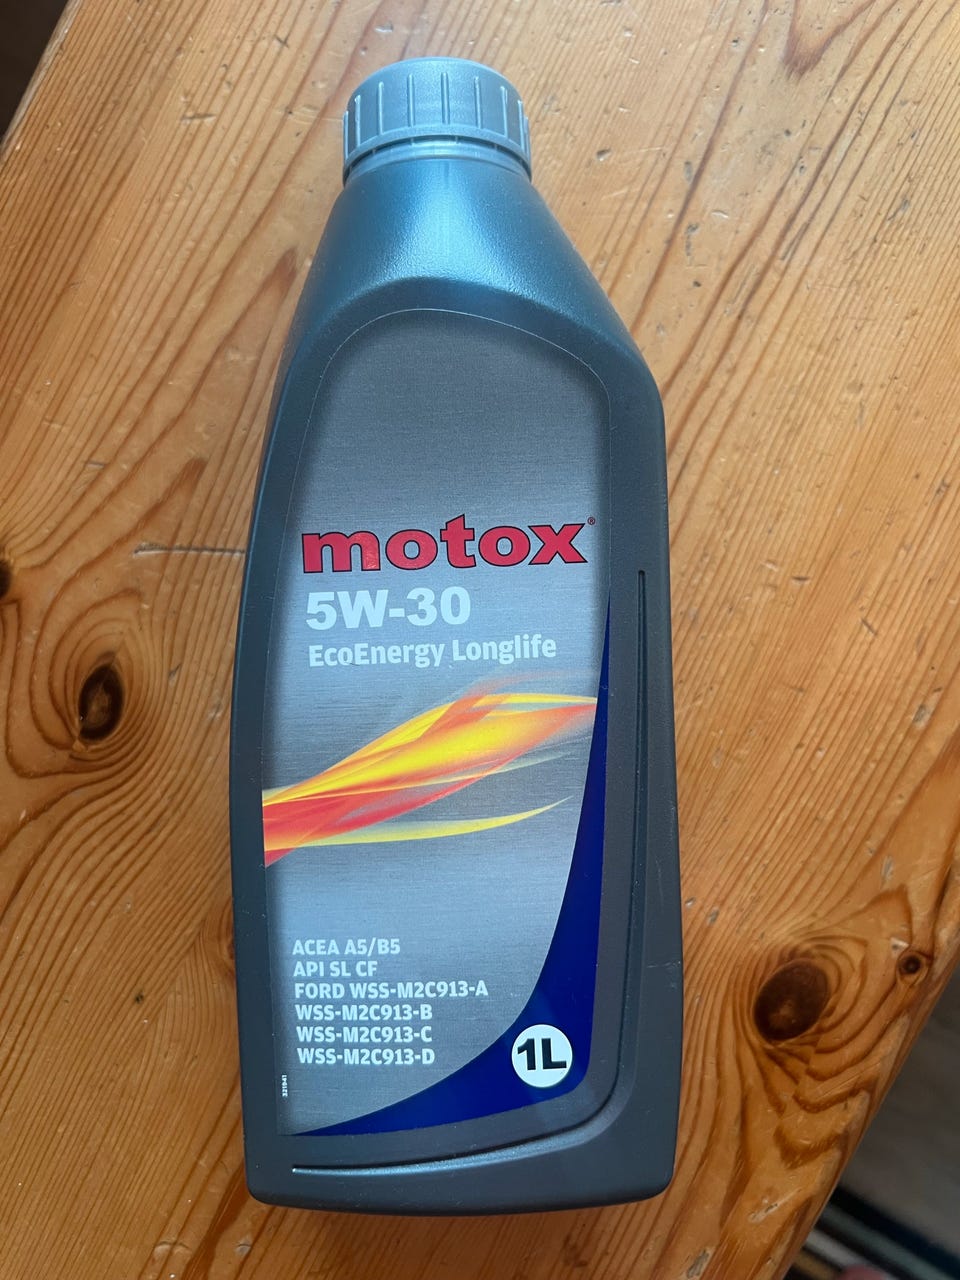 motox®
5W-30
EcoEnergy Longlife
ACEA A5/B5
API SL CF
FORD WSS-M2C913-A
WSS-M2C913-B
WSS-M2C913-C
WSS-M2C913-D
1L